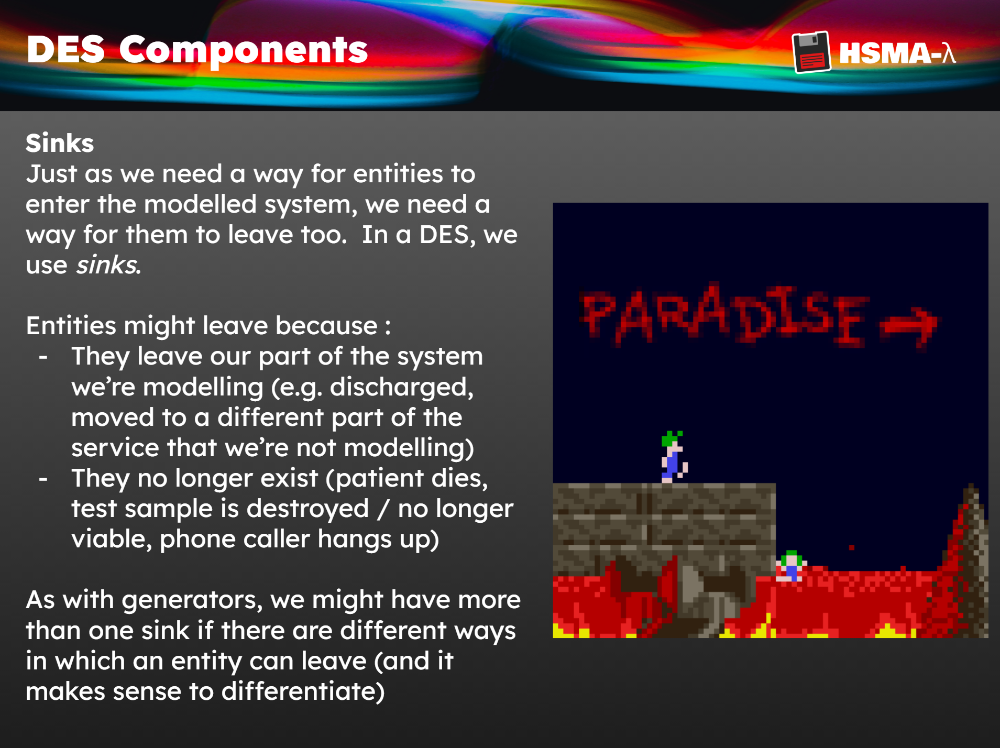 DES Components
HSMA-λ
Sinks
Just as we need a way for entities to
enter the modelled system, we need a
way for them to leave too.  In a DES, we
use sinks.
Entities might leave because :
- They leave our part of the system
we’re modelling (e.g. discharged,
moved to a different part of the
service that we’re not modelling)
- They no longer exist (patient dies,
test sample is destroyed / no longer
viable, phone caller hangs up)
As with generators, we might have more
than one sink if there are different ways
in which an entity can leave (and it
makes sense to differentiate)
PARADISE →